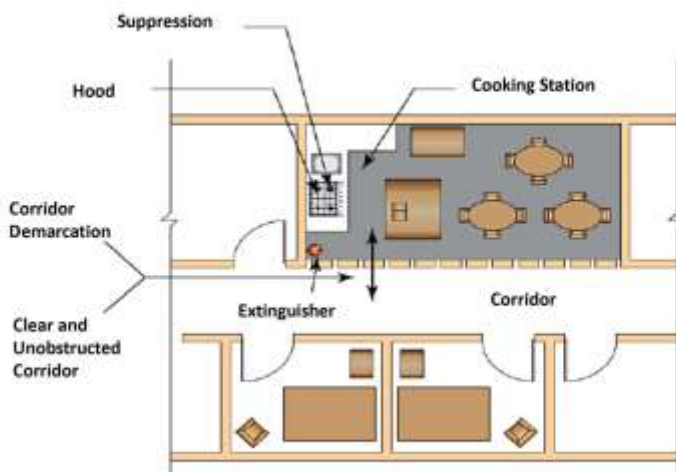 Suppression
Hood
Cooking Station
Corridor
Demarcation
Extinguisher
Corridor
Clear and
Unobstructed
Corridor